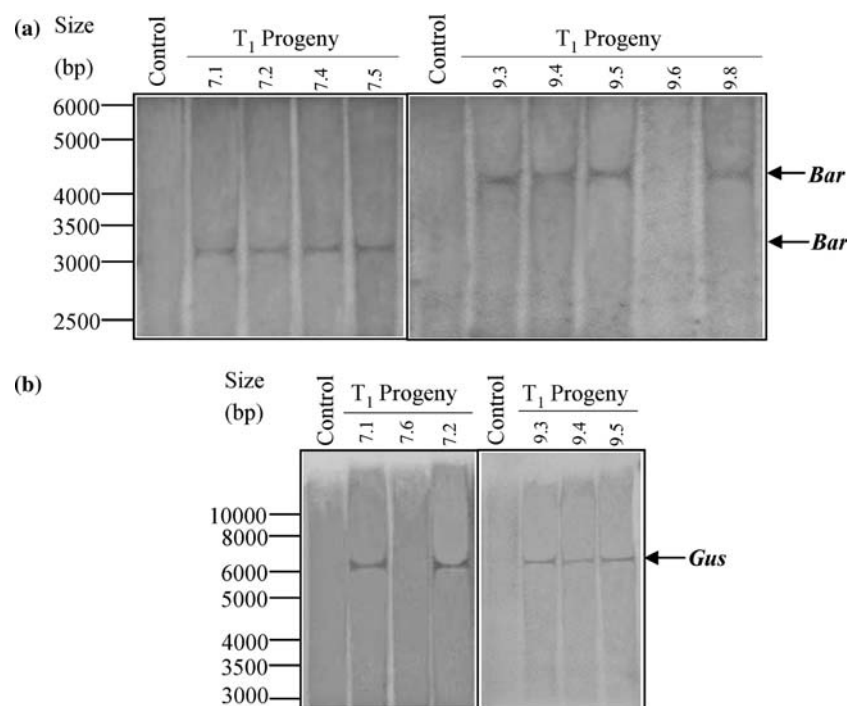 (a) Size (bp)
Control
T1 Progeny
7.1 7.2 7.4 7.5
Control
T1 Progeny
9.3 9.4 9.5 9.6 9.8
6000
5000
4000
3500
3000
2500
Bar
Bar
(b) Size (bp)
Control
T1 Progeny
7.1 7.6 7.2
Control
T1 Progeny
9.3 9.4 9.5
10000
8000
6000
5000
4000
3500
3000
Gus